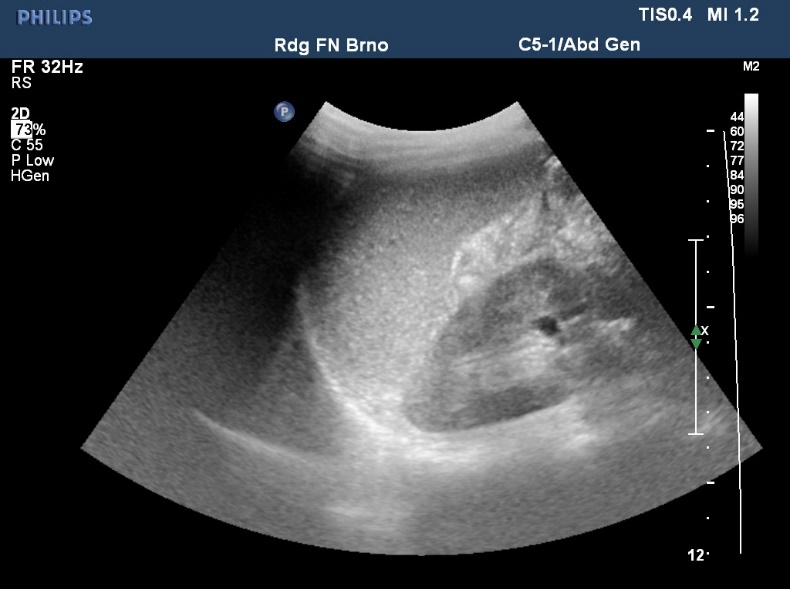 PHILIPS
TIS0.4 MI 1.2
Rdg FN Brno
C5-1/Abd Gen
FR 32Hz
RS
2D
73%
C 55
P Low
HGen
P
M2
44
60
72
77
84
90
95
96
x
12